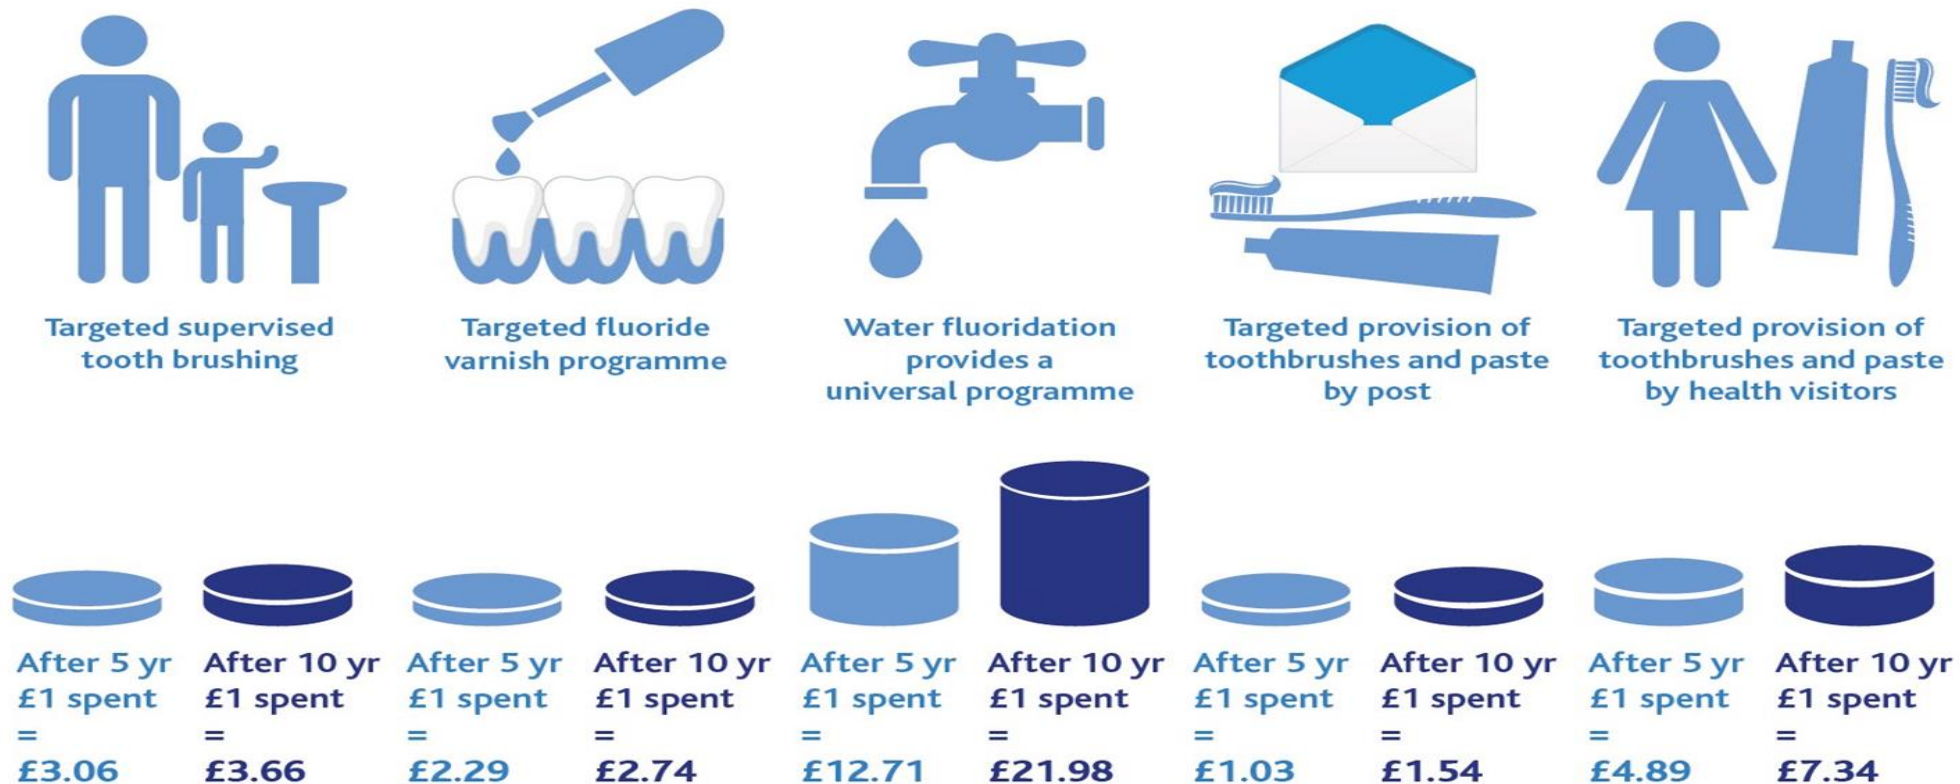 Targeted supervised
tooth brushing
Targeted fluoride
varnish programme
Water fluoridation
provides a
universal programme
Targeted provision of
toothbrushes and paste
by post
Targeted provision of
toothbrushes and paste
by health visitors
After 5 yr
£1 spent
=
£3.06
After 10 yr
£1 spent
=
£3.66
After 5 yr
£1 spent
=
£2.29
After 10 yr
£1 spent
=
£2.74
After 5 yr
£1 spent
=
£12.71
After 10 yr
£1 spent
=
£21.98
After 5 yr
£1 spent
=
£1.03
After 10 yr
£1 spent
=
£1.54
After 5 yr
£1 spent
=
£4.89
After 10 yr
£1 spent
=
£7.34